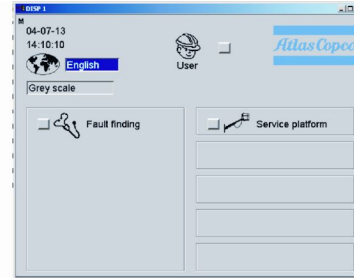 DISP 1
M
04-07-13
14:10:10
English
User
Atlas Copco
Grey scale
Fault finding
Service platform